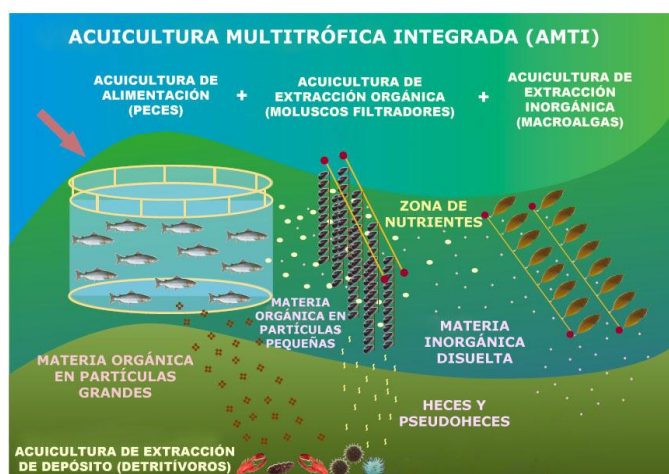 ACUICULTURA MULTITRÓFICA INTEGRADA (AMTI)
ACUICULTURA DE
ALIMENTACIÓN
(PECES)
+
ACUICULTURA DE
EXTRACCIÓN ORGÁNICA
(MOLUSCOS FILTRADORES)
+
ACUICULTURA DE
EXTRACCIÓN
INORGÁNICA
(MACROALGAS)
ZONA DE
NUTRIENTES
MATERIA
ORGÁNICA EN
PARTÍCULAS
PEQUEÑAS
MATERIA
INORGÁNICA
DISUELTA
MATERIA ORGÁNICA
EN PARTÍCULAS
GRANDES
HECES Y
PSEUDOHECES
ACUICULTURA DE EXTRACCIÓN
DE DEPÓSITO (DETRITÍVOROS)